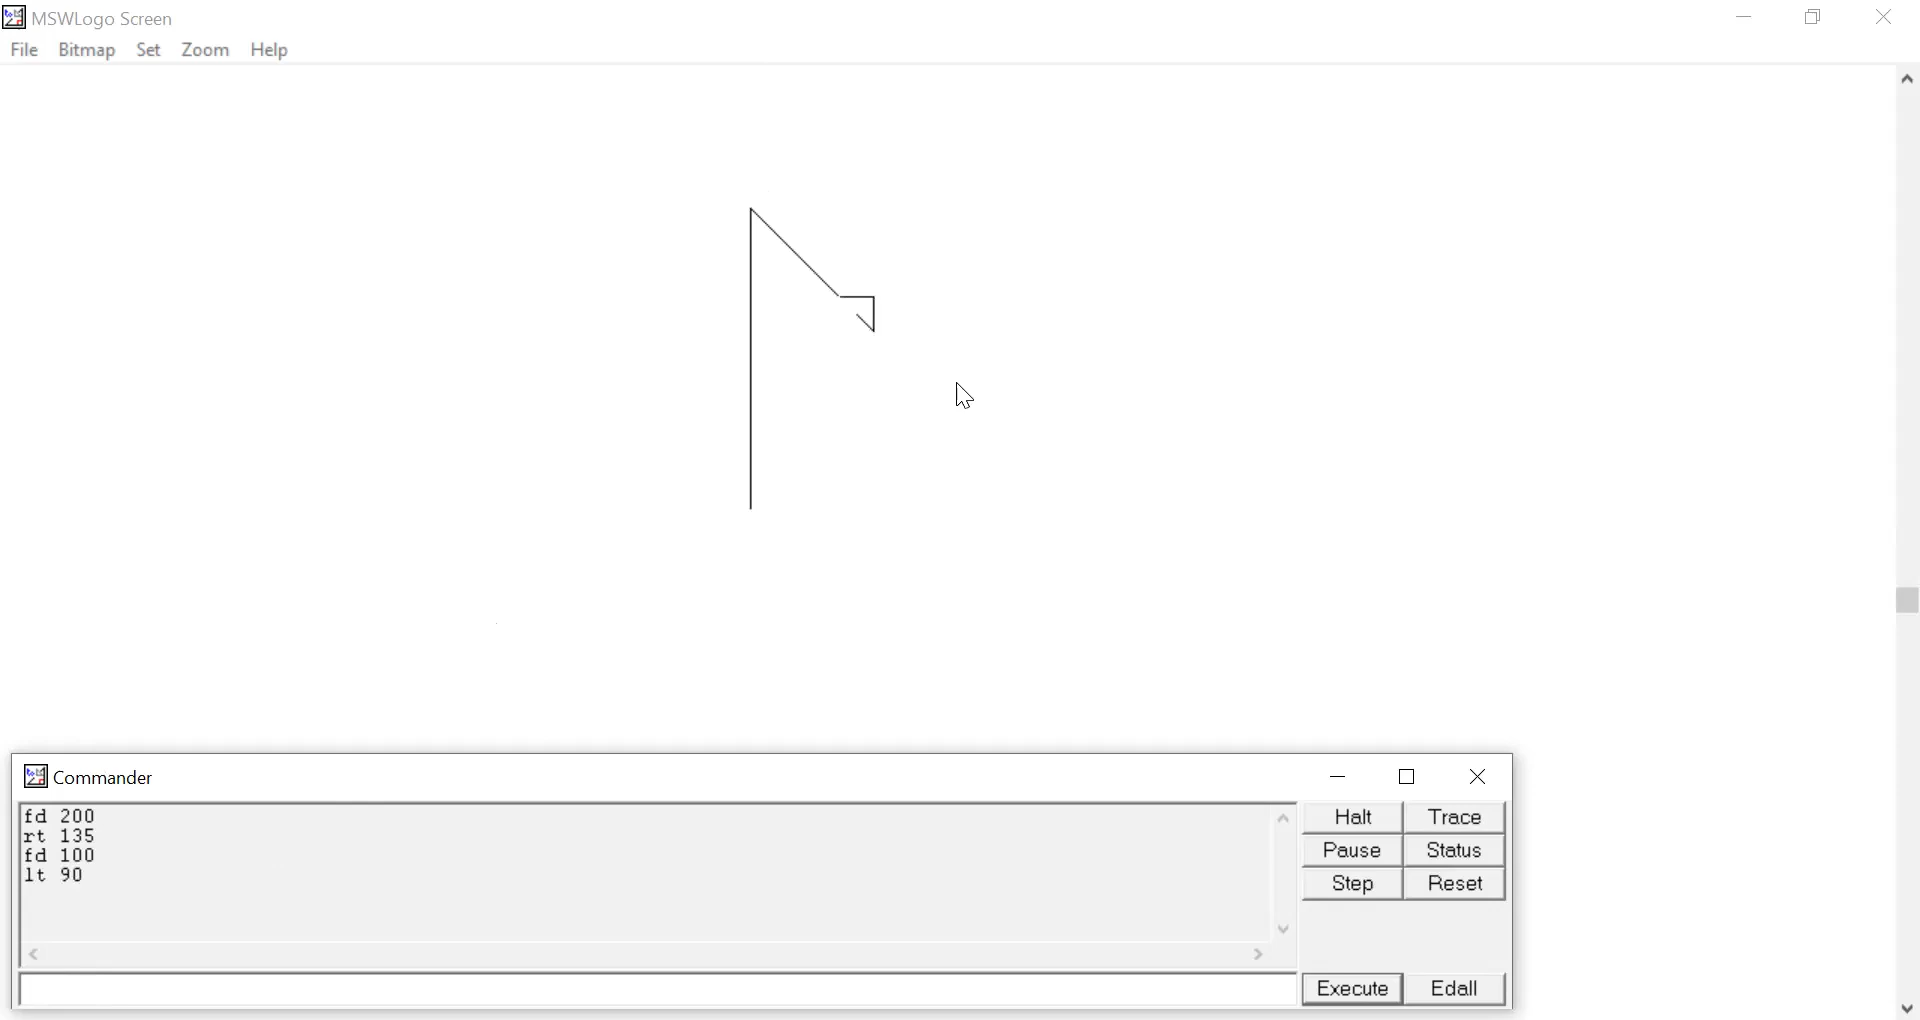 MSWLogo Screen
File Bitmap Set Zoom Help
Commander
fd 200
rt 135
fd 100
lt 90
Halt Trace
Pause Status
Step Reset
Execute Edall